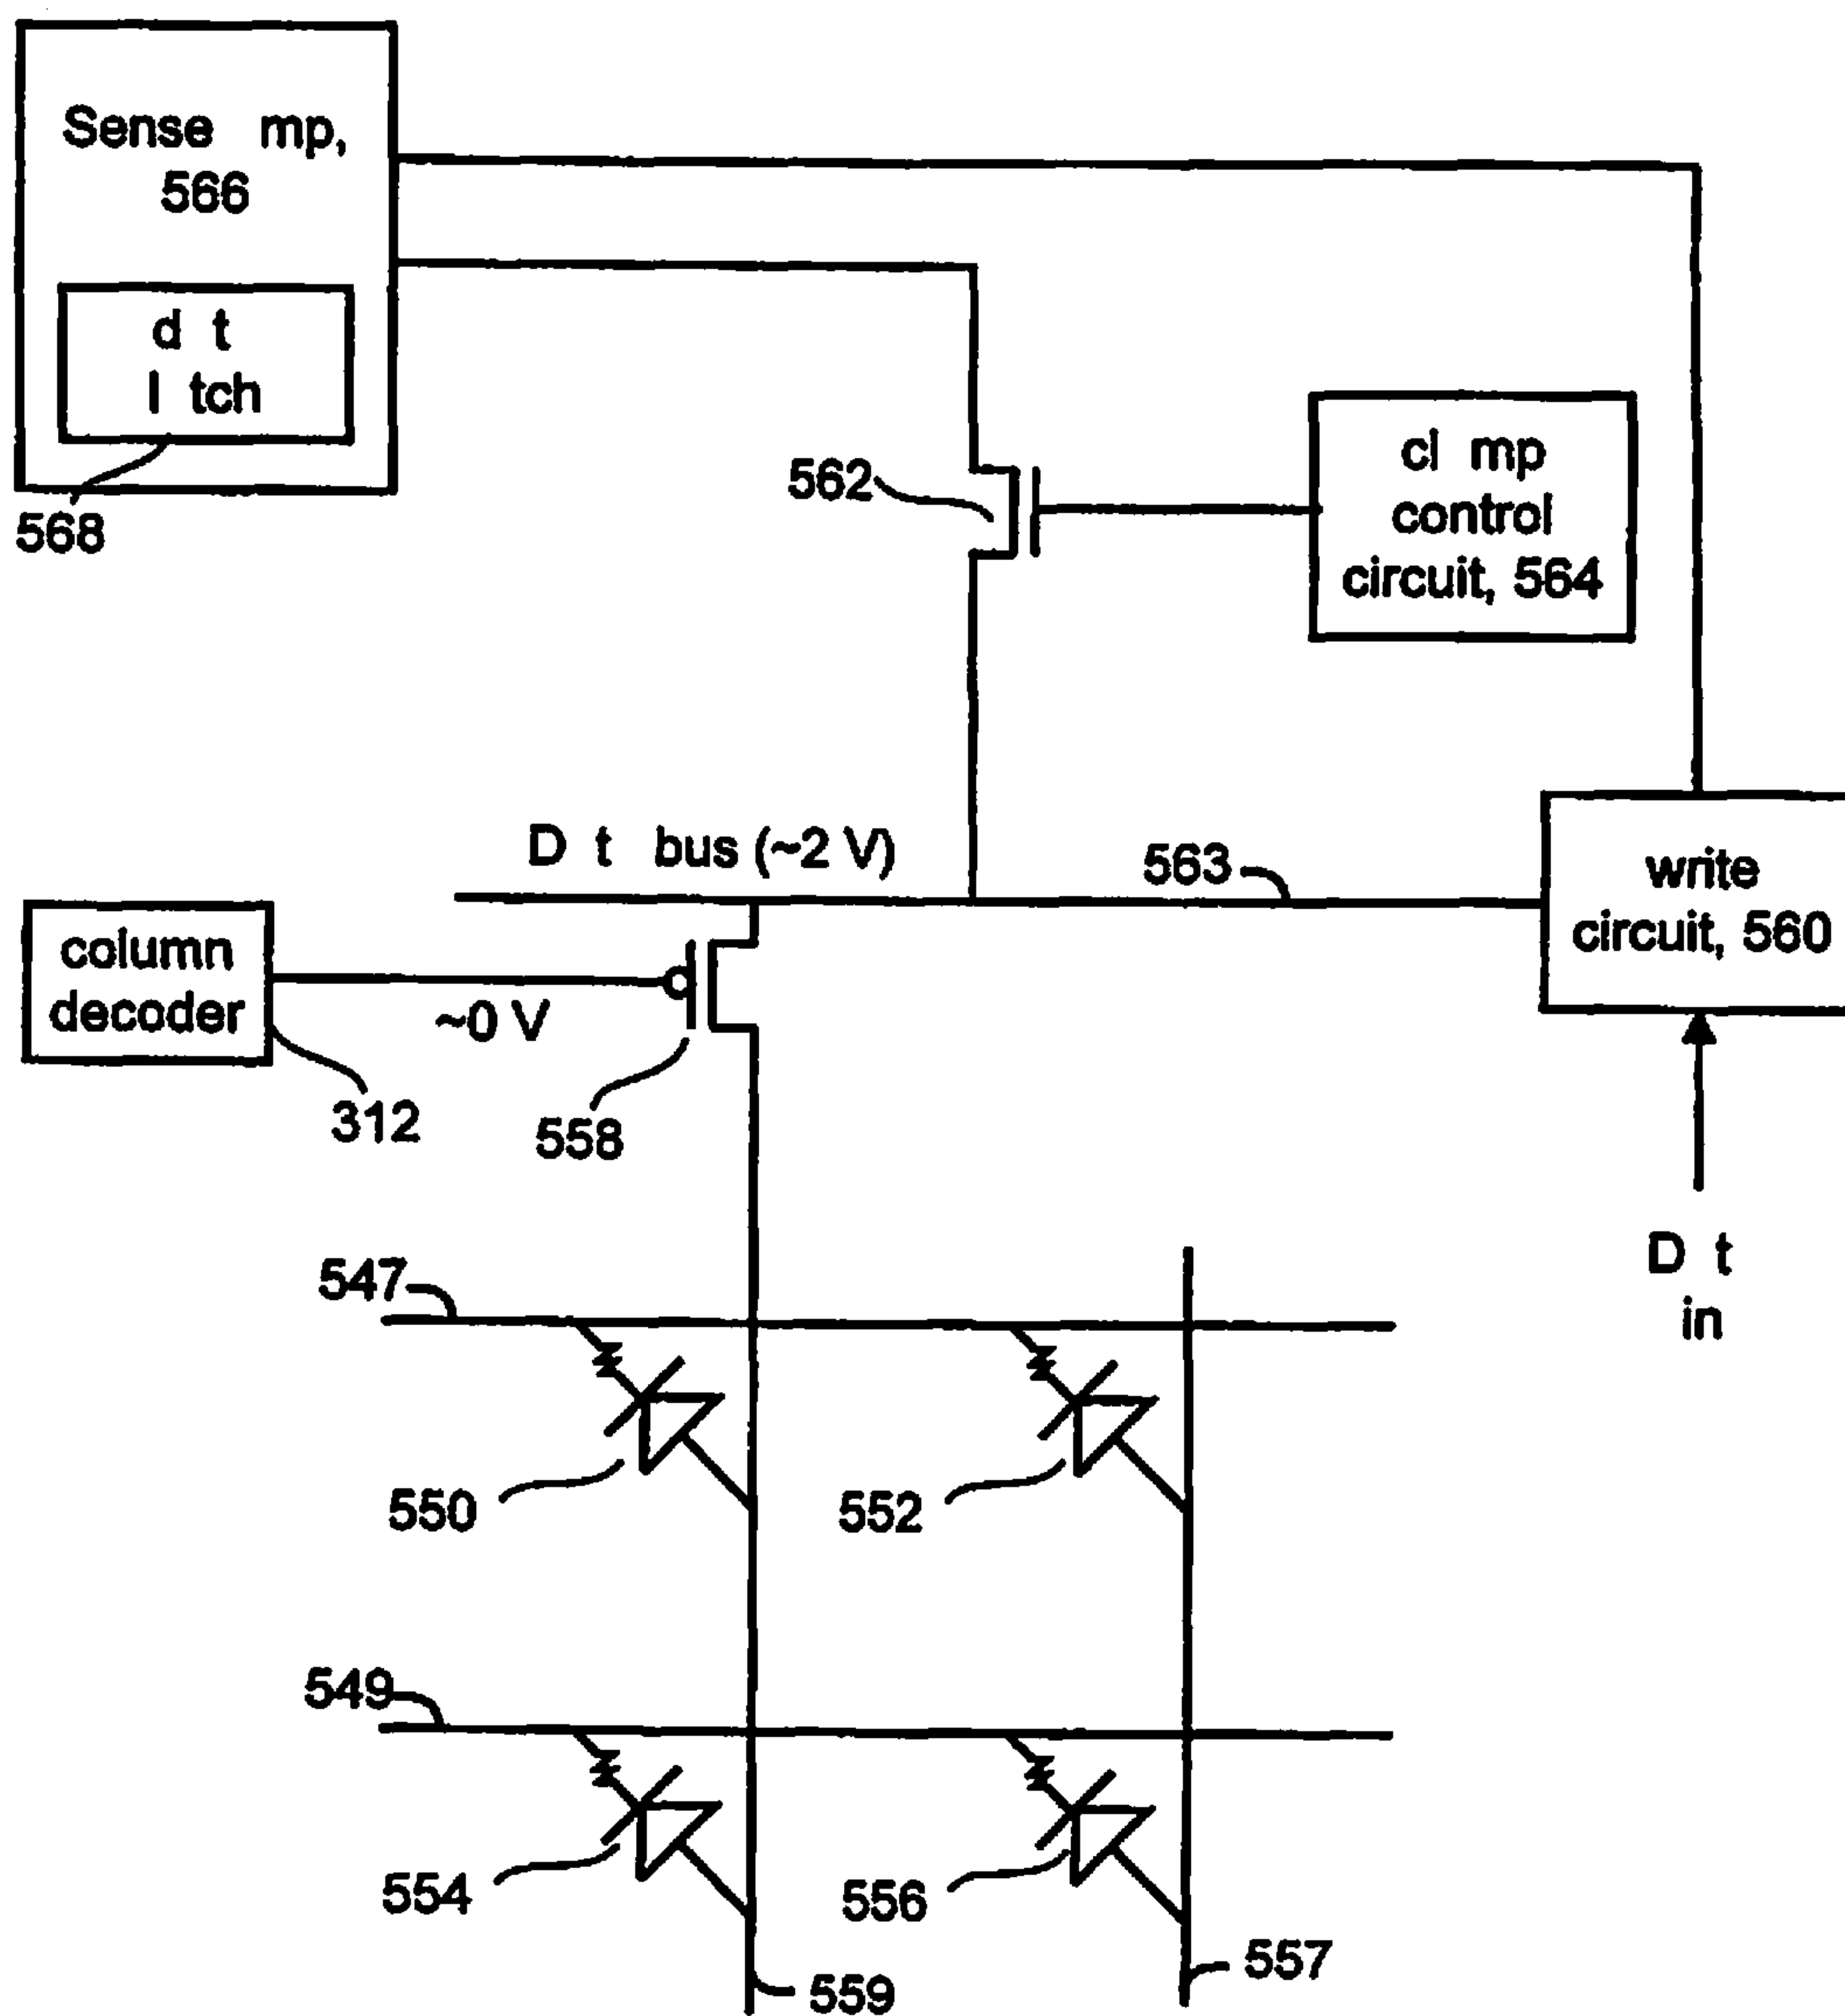 Sense mp,
566
d t
l tch
568
562
cl mp
control
circuit, 564
D t bus (~2 V)
563
write
circuit, 560
column
decoder
~0 V
312
558
D t
in
547
550
552
549
554
556
557
559